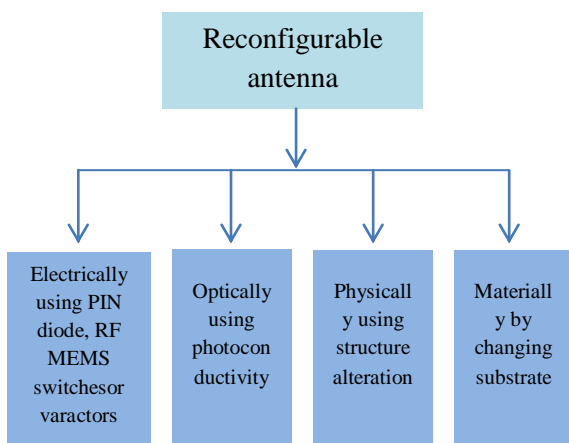 Reconfigurable
antenna
Electrically
using PIN
diode, RF
MEMS
switchesor
varactors
Optically
using
photocon
ductivity
Physicall
y using
structure
alteration
Materiall
y by
changing
substrate